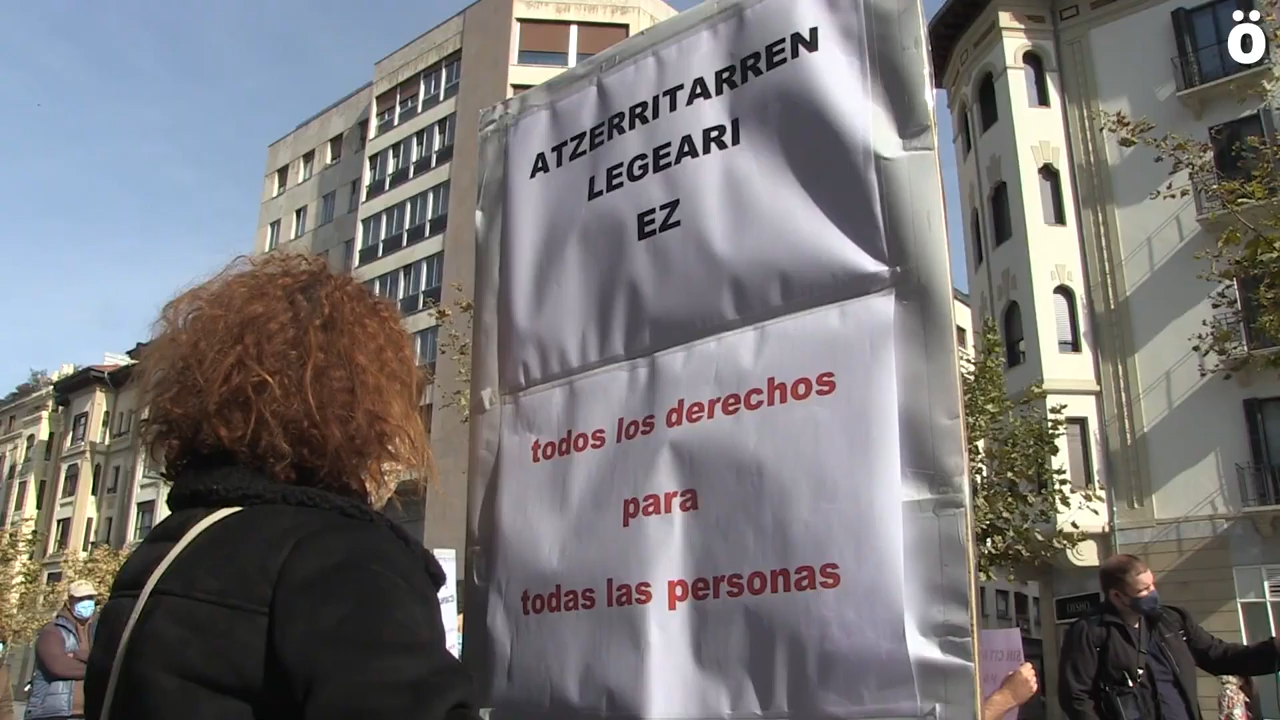 ö
ATZERRITARREN
LEGEARI
EZ
todos los derechos
para
todas las personas